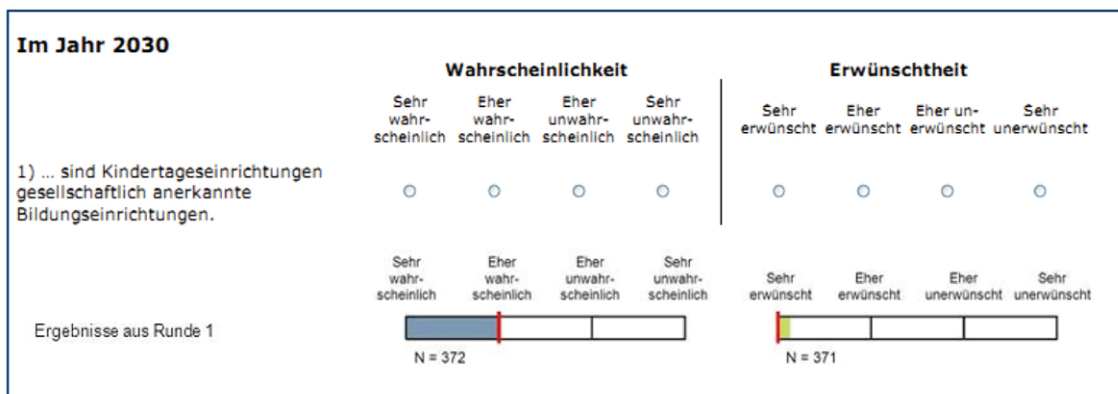 Im Jahr 2030
Wahrscheinlichkeit
Erwünschtheit
Sehr wahr-scheinlich
Eher wahr-scheinlich
Eher unwahr-scheinlich
Sehr unwahr-scheinlich
Sehr erwünscht
Eher erwünscht
Eher un-erwünscht
Sehr unerwünscht
1) ... sind Kindertageseinrichtungen
gesellschaftlich anerkannte
Bildungseinrichtungen.
Sehr wahr-scheinlich
Eher wahr-scheinlich
Eher unwahr-scheinlich
Sehr unwahr-scheinlich
Sehr erwünscht
Eher erwünscht
Eher unerwünscht
Sehr unerwünscht
Ergebnisse aus Runde 1
N = 372
N = 371